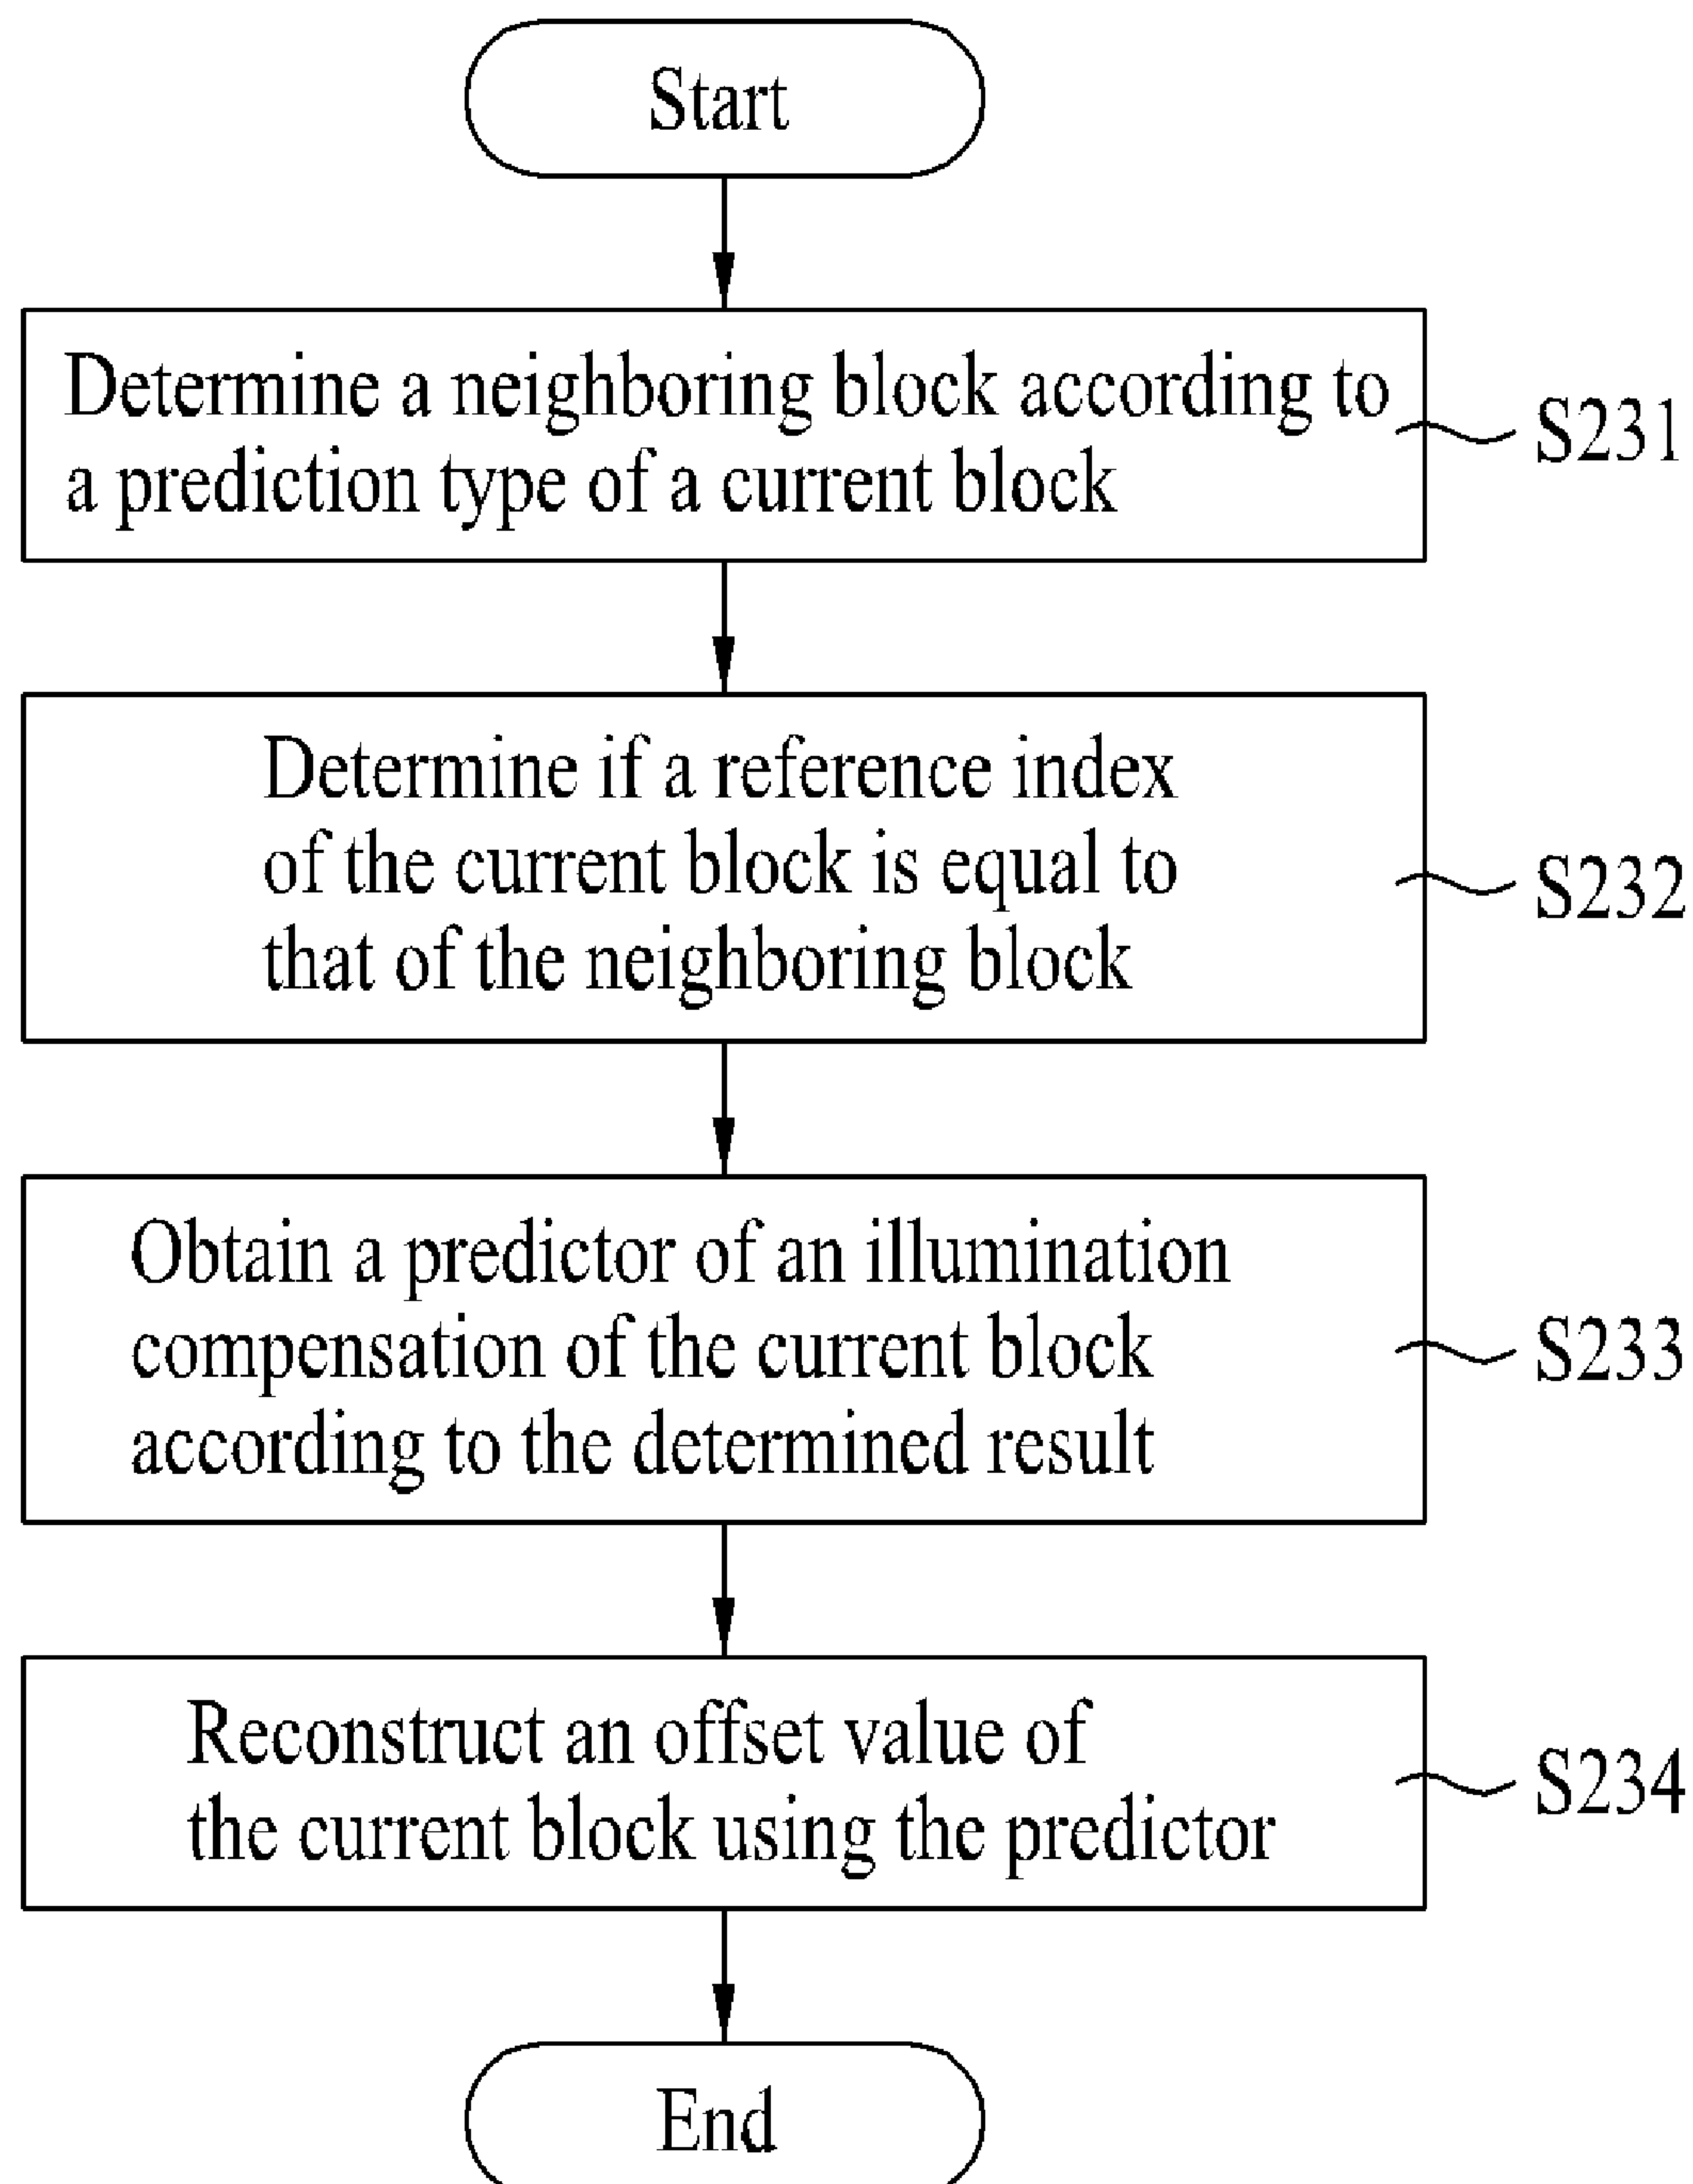 Start
Determine a neighboring block according to
a prediction type of a current block
S231
Determine if a reference index
of the current block is equal to
that of the neighboring block
S232
Obtain a predictor of an illumination
compensation of the current block
according to the determined result
S233
Reconstruct an offset value of
the current block using the predictor
S234
End